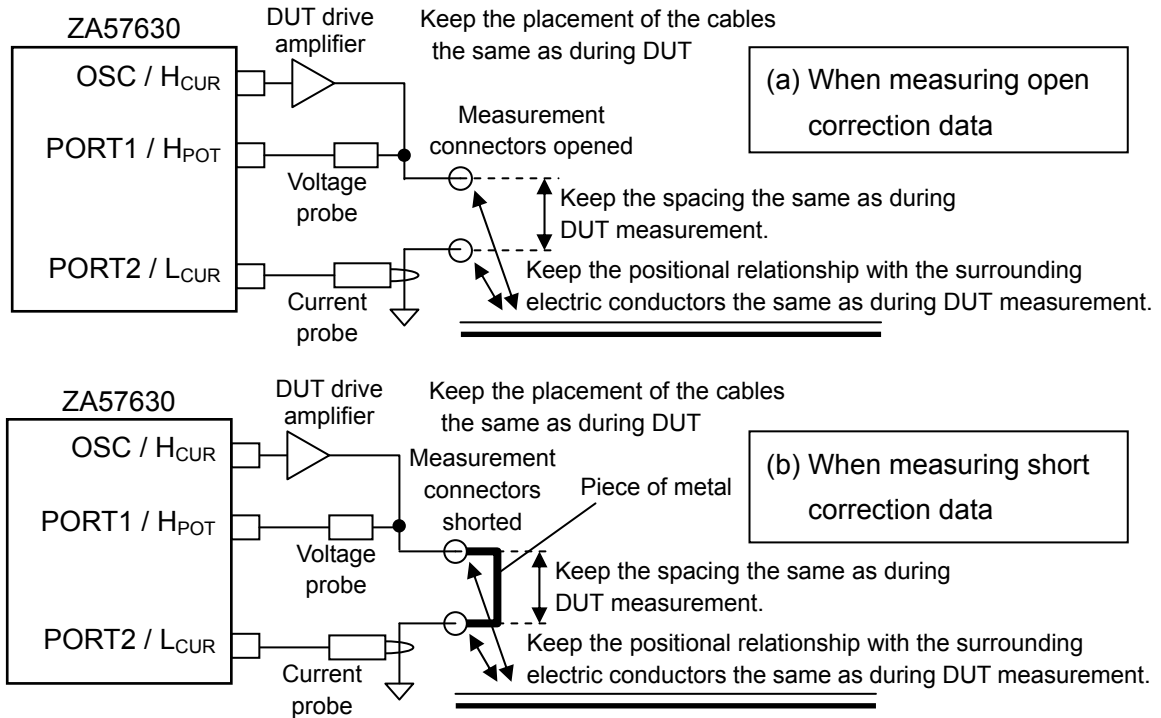 ZA57630
DUT drive
amplifier
Keep the placement of the cables
the same as during DUT
OSC / HCUR
(a) When measuring open
correction data
Measurement
connectors opened
PORT1 / HPOT
Voltage
probe
Keep the spacing the same as during
DUT measurement.
PORT2 / LCUR
Current
probe
Keep the positional relationship with the surrounding
electric conductors the same as during DUT measurement.
ZA57630
DUT drive
amplifier
Keep the placement of the cables
the same as during DUT
OSC / HCUR
(b) When measuring short
correction data
Measurement
connectors
shorted
Piece of metal
PORT1 / HPOT
Voltage
probe
Keep the spacing the same as during
DUT measurement.
PORT2 / LCUR
Current
probe
Keep the positional relationship with the surrounding
electric conductors the same as during DUT measurement.